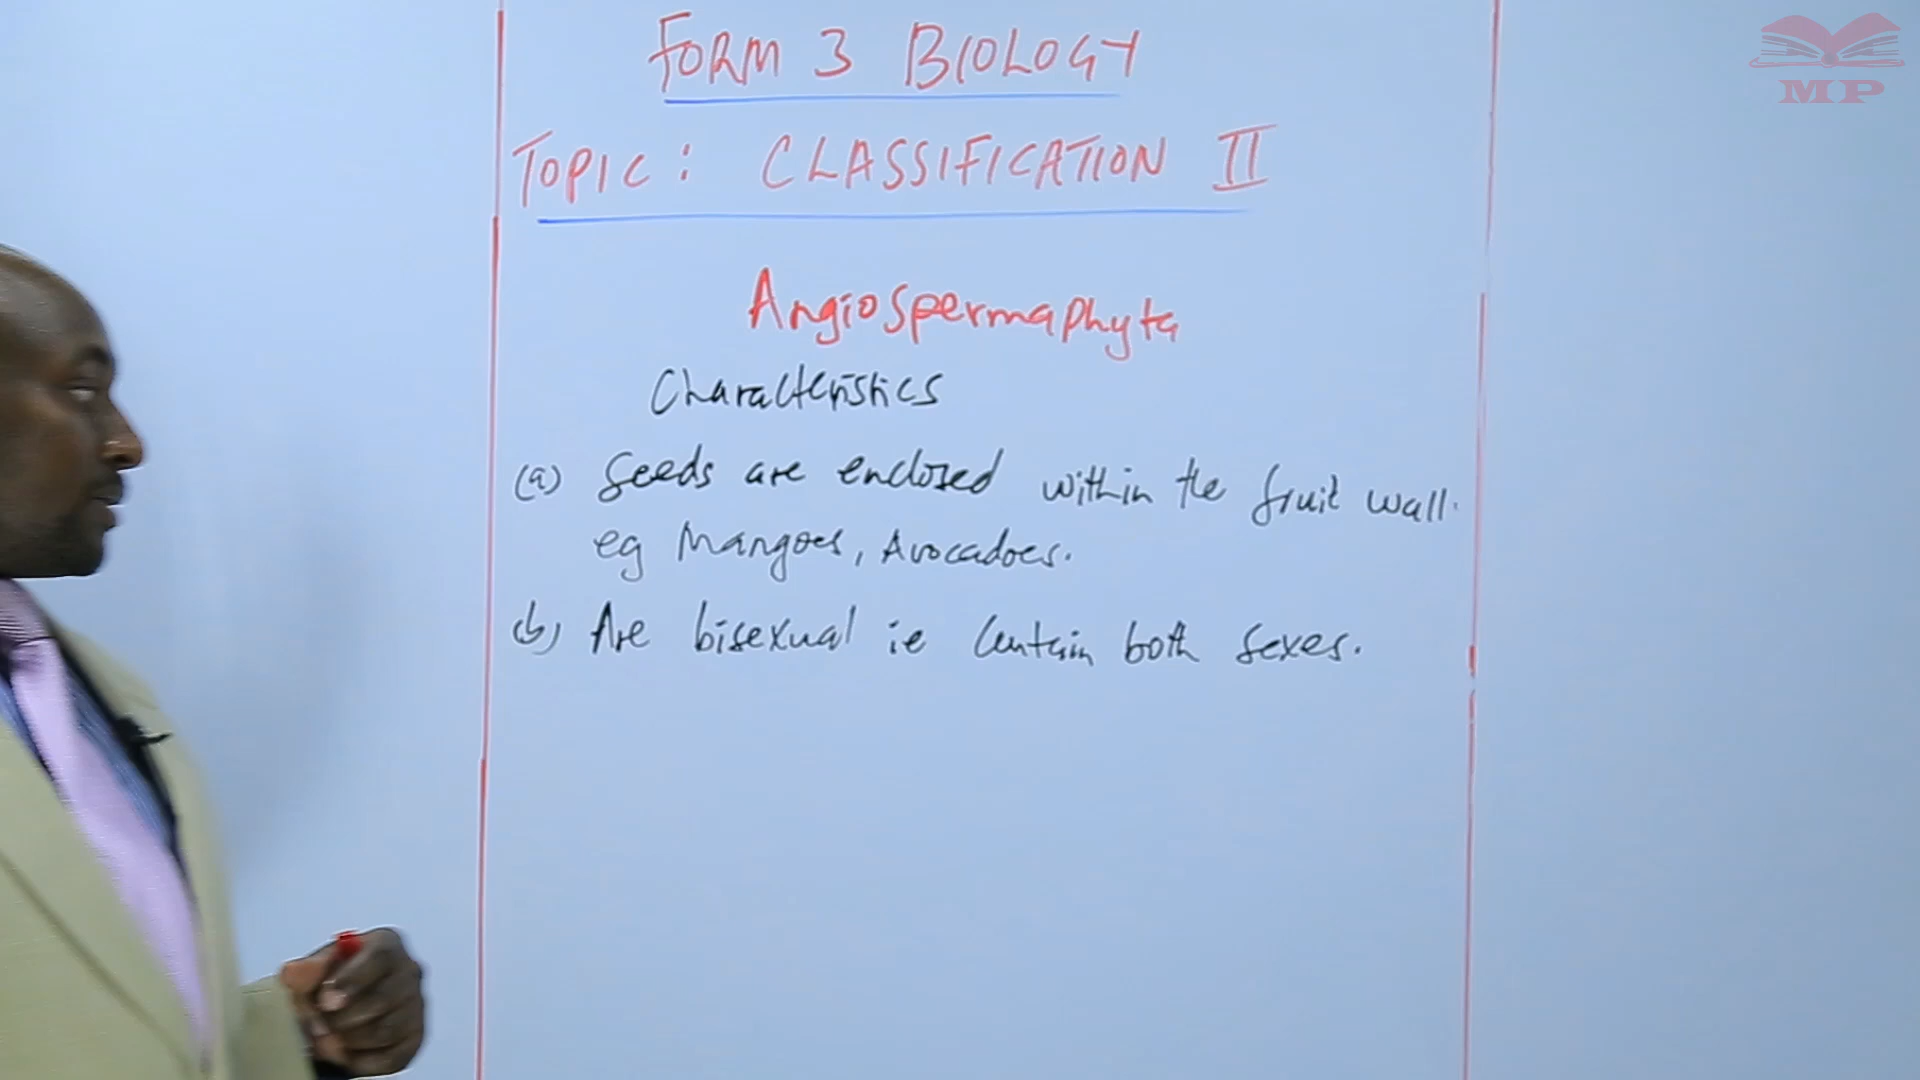 FORM 3 BIOLOGY
TOPIC: CLASSIFICATION II
Angiospermaphyta
Characteristics
(a) Seeds are enclosed within the fruit wall.
eg Mangoes, Avocadoes.
(b) Are bisexual ie Contain both sexes.
MP